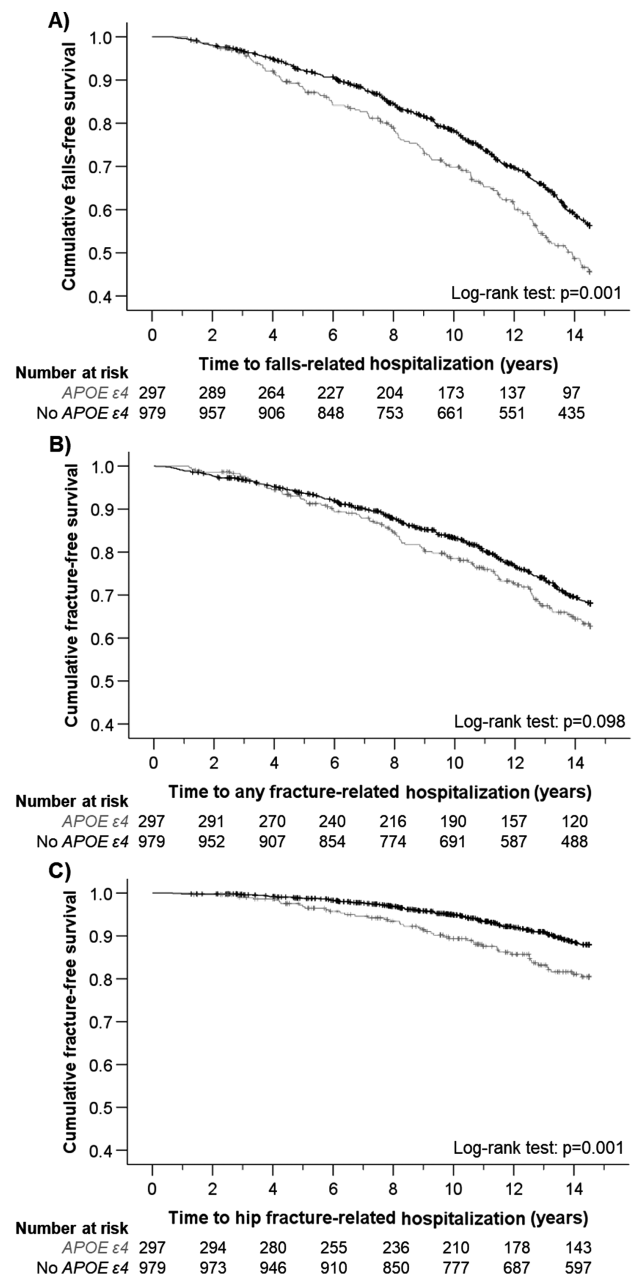 A)
Cumulative falls-free survival
1.0
0.9
0.8
0.7
0.6
0.5
0.4
Log-rank test: p=0.001
0 2 4 6 8 10 12 14
Time to falls-related hospitalization (years)
Number at risk
APOE ε4 297 289 264 227 204 173 137 97
No APOE ε4 979 957 906 848 753 661 551 435
B)
Cumulative fracture-free survival
1.0
0.9
0.8
0.7
0.6
0.5
0.4
Log-rank test: p=0.098
0 2 4 6 8 10 12 14
Time to any fracture-related hospitalization (years)
Number at risk
APOE ε4 297 291 270 240 216 190 157 120
No APOE ε4 979 952 907 854 774 691 587 488
C)
Cumulative fracture-free survival
1.0
0.9
0.8
0.7
0.6
0.5
0.4
Log-rank test: p=0.001
0 2 4 6 8 10 12 14
Time to hip fracture-related hospitalization (years)
Number at risk
APOE ε4 297 294 280 255 236 210 178 143
No APOE ε4 979 973 946 910 850 777 687 597